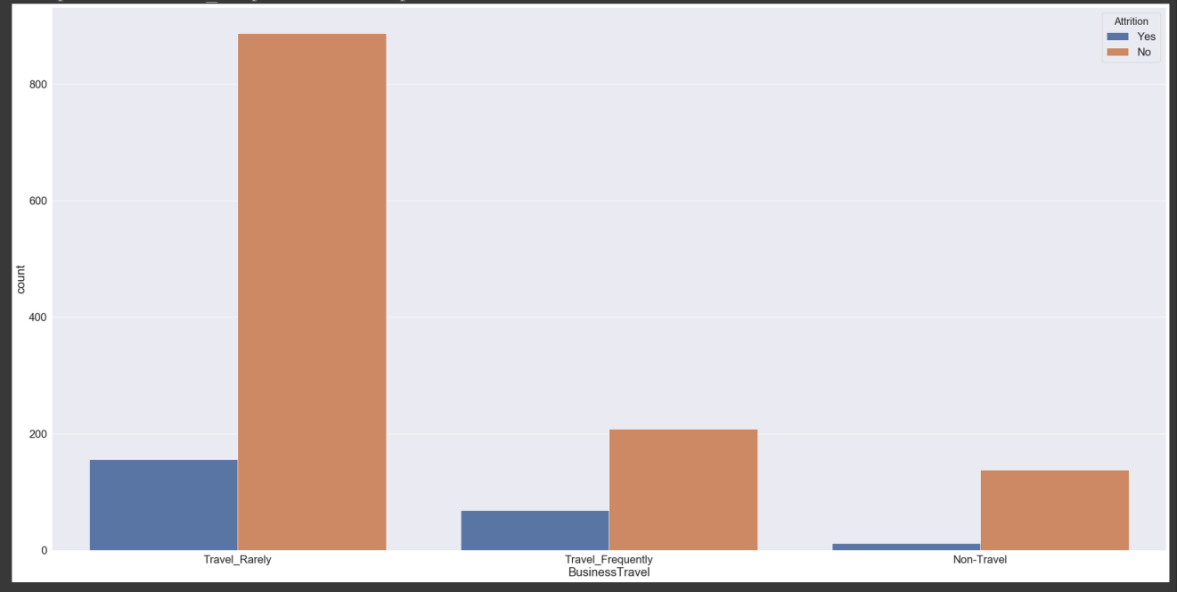 Attrition
Yes
No
800
600
400
200
0
count
Travel_Rarely
Travel_Frequently
Non-Travel
BusinessTravel